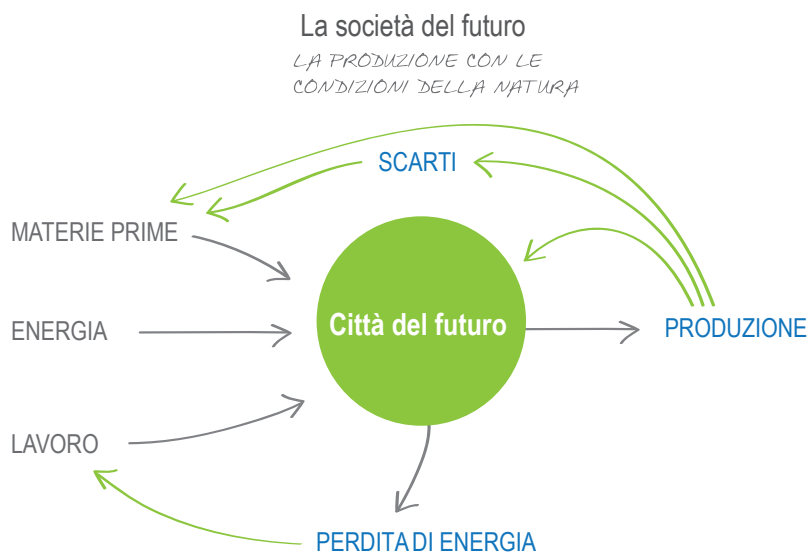 La società del futuro
LA PRODUZIONE CON LE
CONDIZIONI DELLA NATURA
SCARTI
MATERIE PRIME
ENERGIA
Città del futuro
PRODUZIONE
LAVORO
PERDITA DI ENERGIA